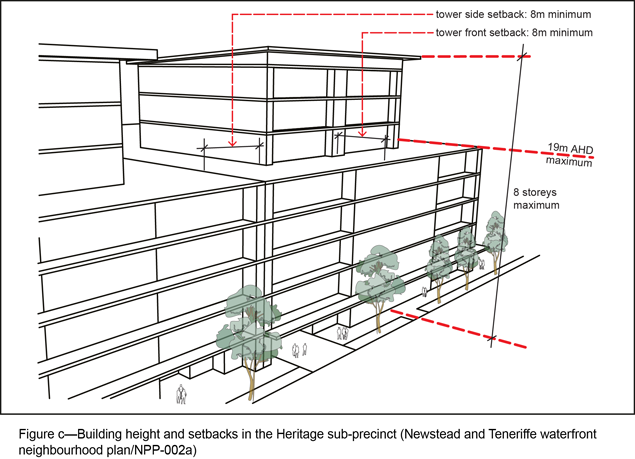 tower side setback: 8m minimum
tower front setback: 8m minimum
19m AHD
maximum
8 storeys
maximum
Figure c—Building height and setbacks in the Heritage sub-precinct (Newstead and Teneriffe waterfront
neighbourhood plan/NPP-002a)